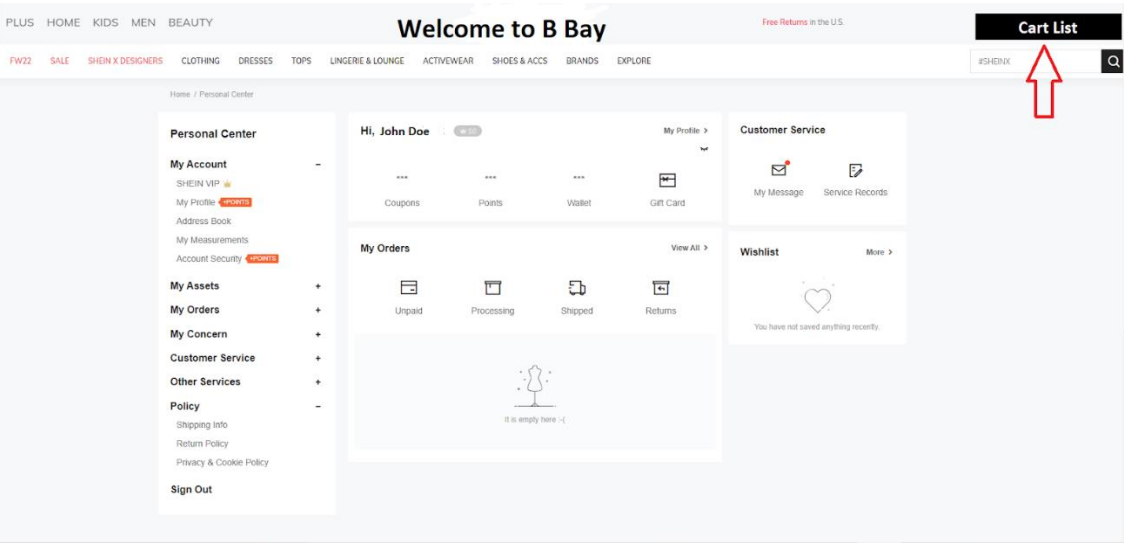 PLUS HOME KIDS MEN BEAUTY
Welcome to B Bay
Free Returns in the U.S.
Cart List
FW22 SALE SHEIN X DESIGNERS CLOTHING DRESSES TOPS LINGERIE & LOUNGE ACTIVEWEAR SHOES & ACCS BRANDS EXPLORE
#SHEINX
Home / Personal Center
Personal Center
My Account -
SHEIN VIP
My Profile +POINTS
Address Book
My Measurements
Account Security +POINTS
My Assets +
My Orders +
My Concern +
Customer Service +
Other Services +
Policy -
Shipping Info
Return Policy
Privacy & Cookie Policy
Sign Out
Hi, John Doe
My Profile >
--- --- ---
Coupons Points Wallet Gift Card
My Orders View All >
Unpaid Processing Shipped Returns
It is empty here :-(
Customer Service
My Message Service Records
Wishlist More >
You have not saved anything recently.